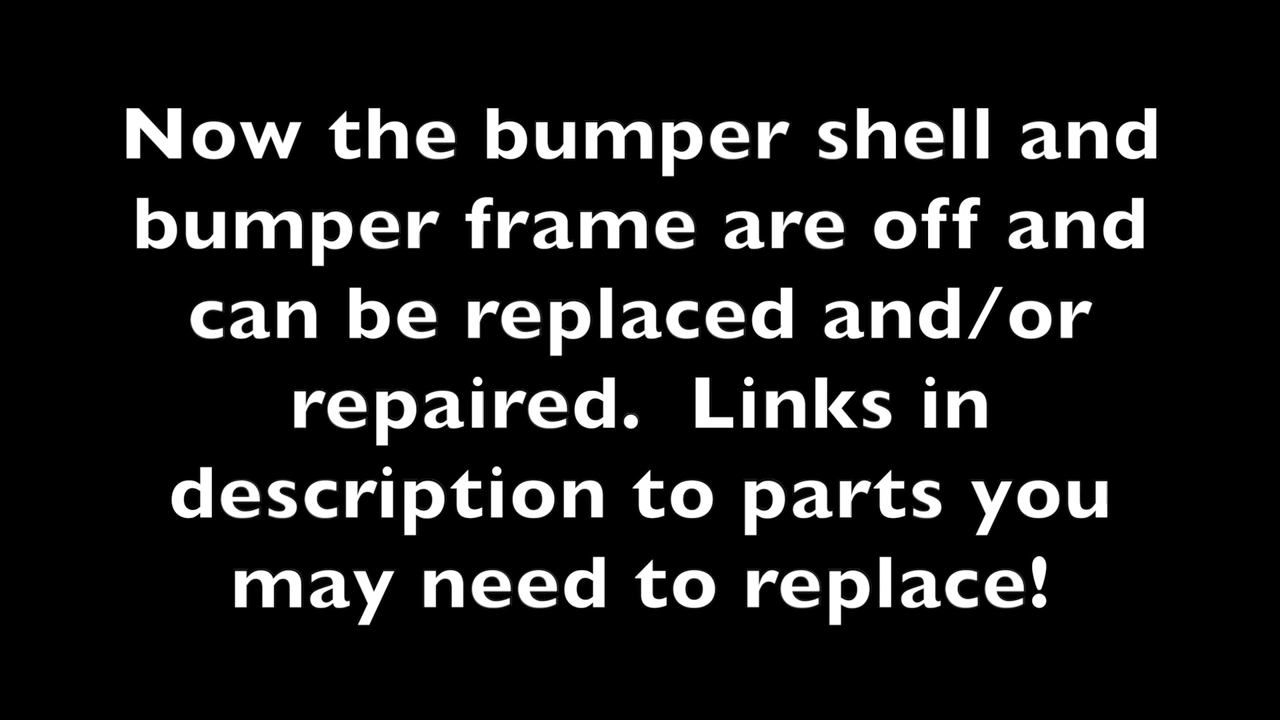 Now the bumper shell and
bumper frame are off and
can be replaced and/or
repaired.  Links in
description to parts you
may need to replace!